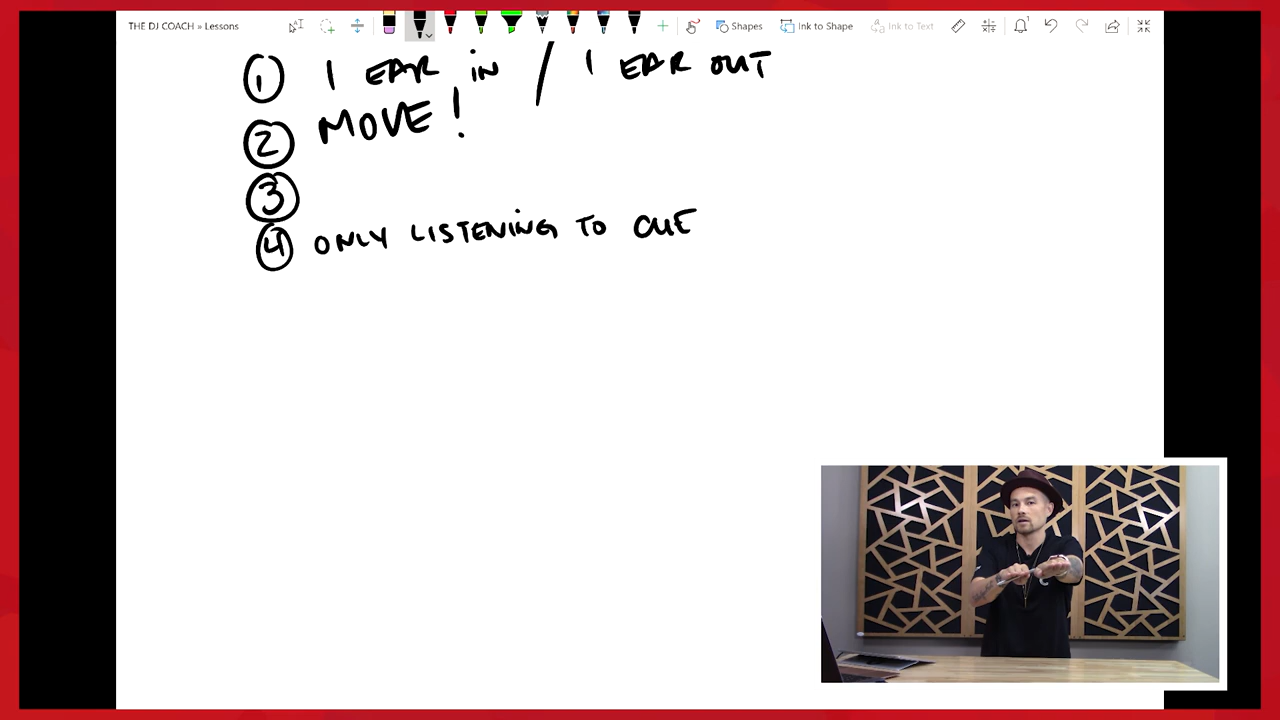 THE DJ COACH » Lessons
Shapes
Ink to Shape
Ink to Text
1 1 EAR IN / 1 EAR OUT
2 MOVE!
3
4 ONLY LISTENING TO CUE